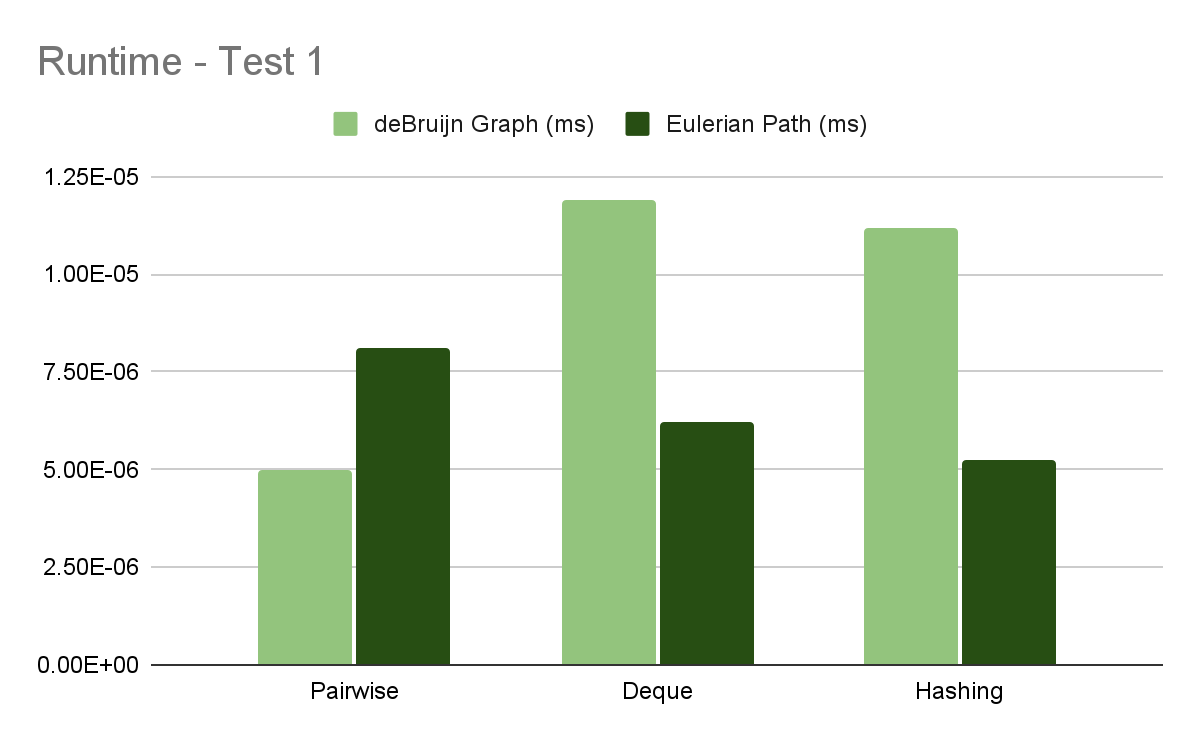 Runtime - Test 1
deBruijn Graph (ms) Eulerian Path (ms)
1.25E-05
1.00E-05
7.50E-06
5.00E-06
2.50E-06
0.00E+00
Pairwise Deque Hashing